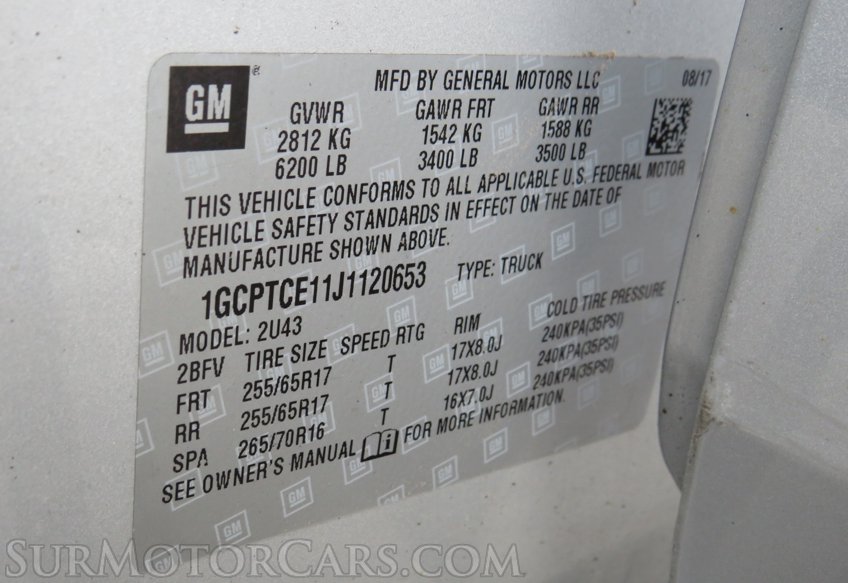 GM
MFD BY GENERAL MOTORS LLC 08/17
GVWR GAWR FRT GAWR RR
2812 KG 1542 KG 1588 KG
6200 LB 3400 LB 3500 LB
THIS VEHICLE CONFORMS TO ALL APPLICABLE U.S. FEDERAL MOTOR
VEHICLE SAFETY STANDARDS IN EFFECT ON THE DATE OF
MANUFACTURE SHOWN ABOVE.
1GCPTCE11J1120653 TYPE: TRUCK
MODEL: 2U43
2BFV TIRE SIZE SPEED RTG RIM COLD TIRE PRESSURE
FRT 255/65R17 T 17X8.0J 240KPA(35PSI)
RR 255/65R17 T 17X8.0J 240KPA(35PSI)
SPA 265/70R16 T 16X7.0J 240KPA(35PSI)
SEE OWNER'S MANUAL FOR MORE INFORMATION.
SurMotorCars.com